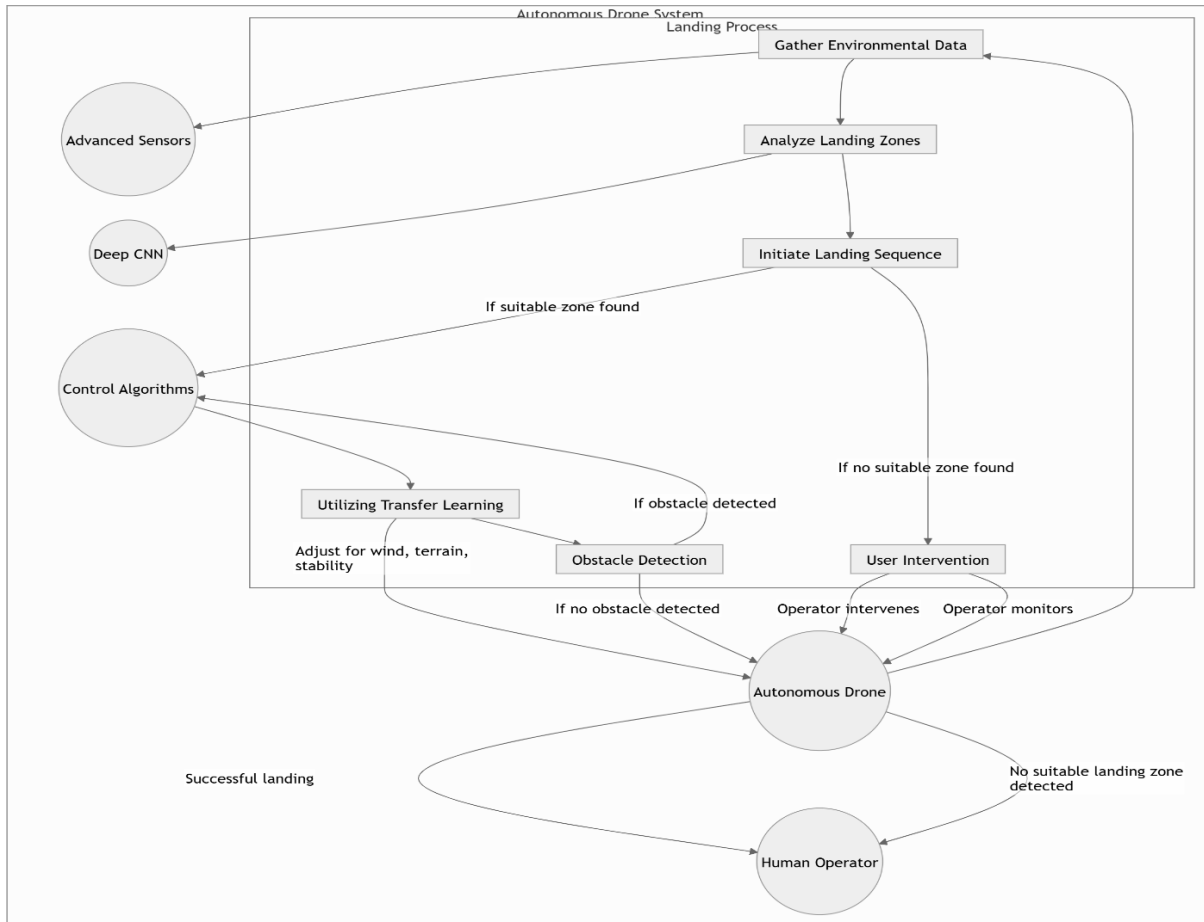 Autonomous Drone System
Landing Process
Gather Environmental Data
Advanced Sensors
Analyze Landing Zones
Deep CNN
Initiate Landing Sequence
If suitable zone found
Control Algorithms
If no suitable zone found
Utilizing Transfer Learning
If obstacle detected
Adjust for wind, terrain,
stability
Obstacle Detection
User Intervention
If no obstacle detected
Operator intervenes
Operator monitors
Autonomous Drone
Successful landing
No suitable landing zone
detected
Human Operator